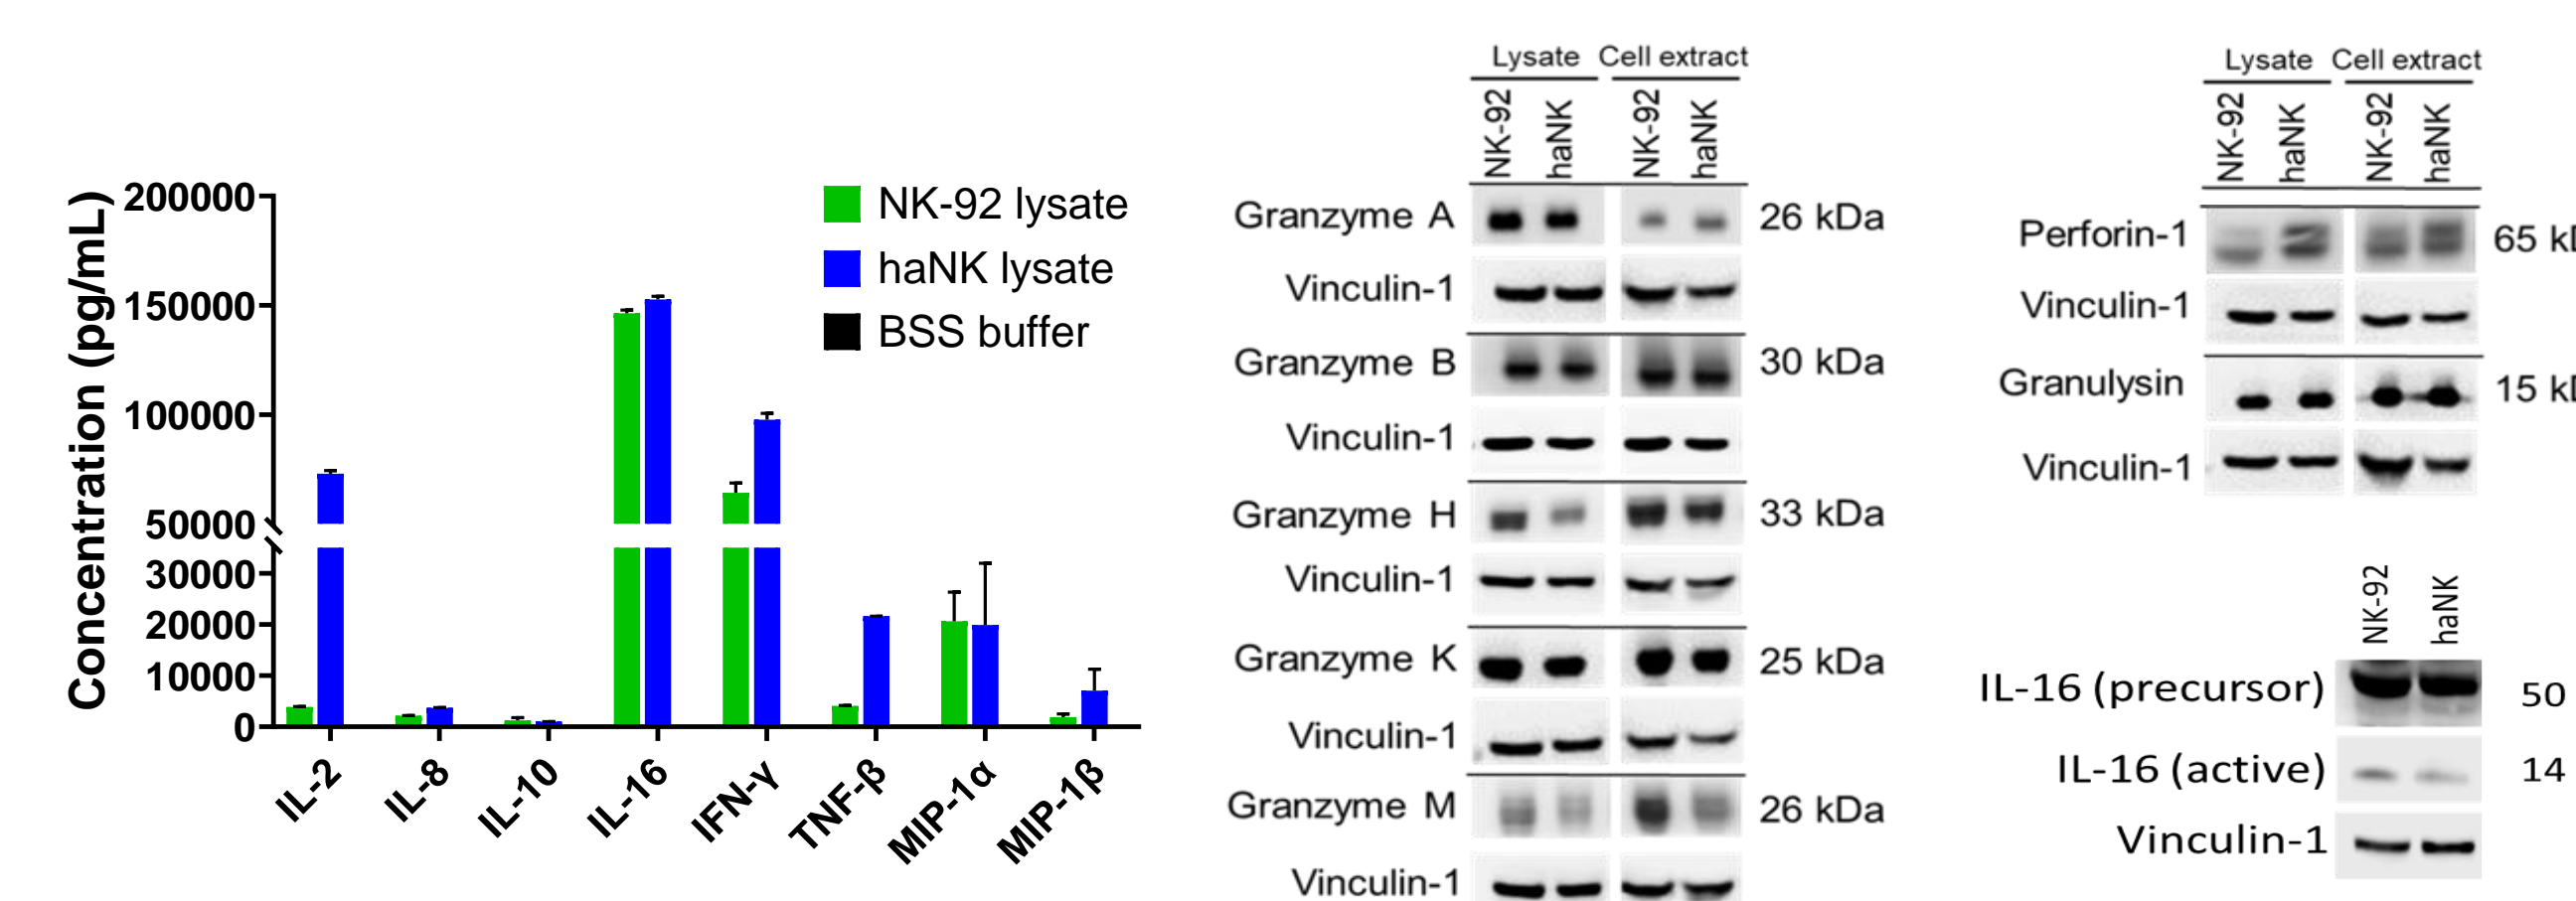 Concentration (pg/mL)
200000
150000
100000
50000
30000
20000
10000
0
NK-92 lysate
haNK lysate
BSS buffer
IL-2
IL-8
IL-10
IL-16
IFN-γ
TNF-β
MIP-1α
MIP-1β
Lysate Cell extract
NK-92 haNK NK-92 haNK
Granzyme A 26 kDa
Vinculin-1
Granzyme B 30 kDa
Vinculin-1
Granzyme H 33 kDa
Vinculin-1
Granzyme K 25 kDa
Vinculin-1
Granzyme M 26 kDa
Vinculin-1
Lysate Cell extract
NK-92 haNK NK-92 haNK
Perforin-1 65
Vinculin-1
Granulysin 15
Vinculin-1
NK-92 haNK
IL-16 (precursor) 50
IL-16 (active) 14
Vinculin-1